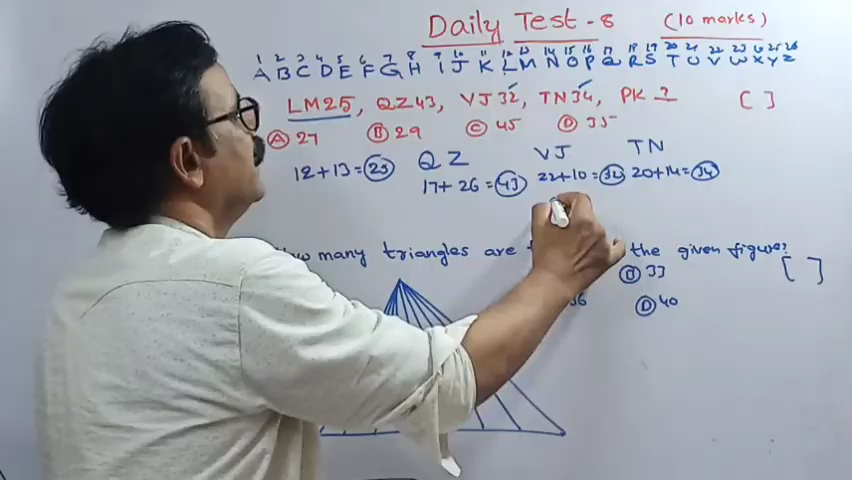 Daily Test - 8 (10 marks)
1 2 3 4 5 6 7 8 9 10 11 12 13 14 15 16 17 18 19 20 21 22 23 24 25 26
A B C D E F G H I J K L M N O P Q R S T U V W X Y Z
LM25, QZ43, VJ32, TN34, PK ? [ ]
A 27 B 29 C 45 D 35
QZ VJ TN
12+13=25 17+26=43 22+10=32 20+14=34
How many triangles are the given figure? [ ]
B 33
36 D 40